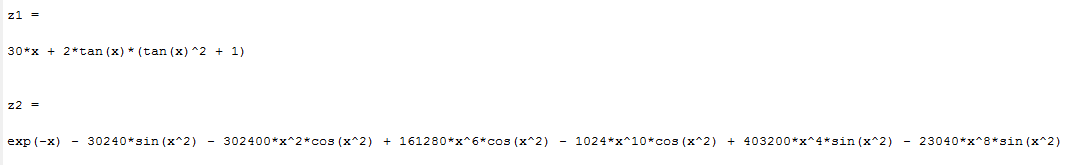 z1 =
30*x + 2*tan(x)*(tan(x)^2 + 1)
z2 =
exp(-x) - 30240*sin(x^2) - 302400*x^2*cos(x^2) + 161280*x^6*cos(x^2) - 1024*x^10*cos(x^2) + 403200*x^4*sin(x^2) - 23040*x^8*sin(x^2)